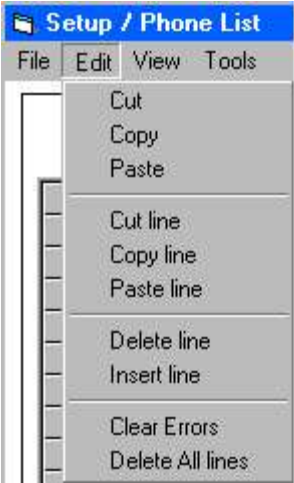 Setup / Phone List
File Edit View Tools
Cut
Copy
Paste
Cut line
Copy line
Paste line
Delete line
Insert line
Clear Errors
Delete All lines